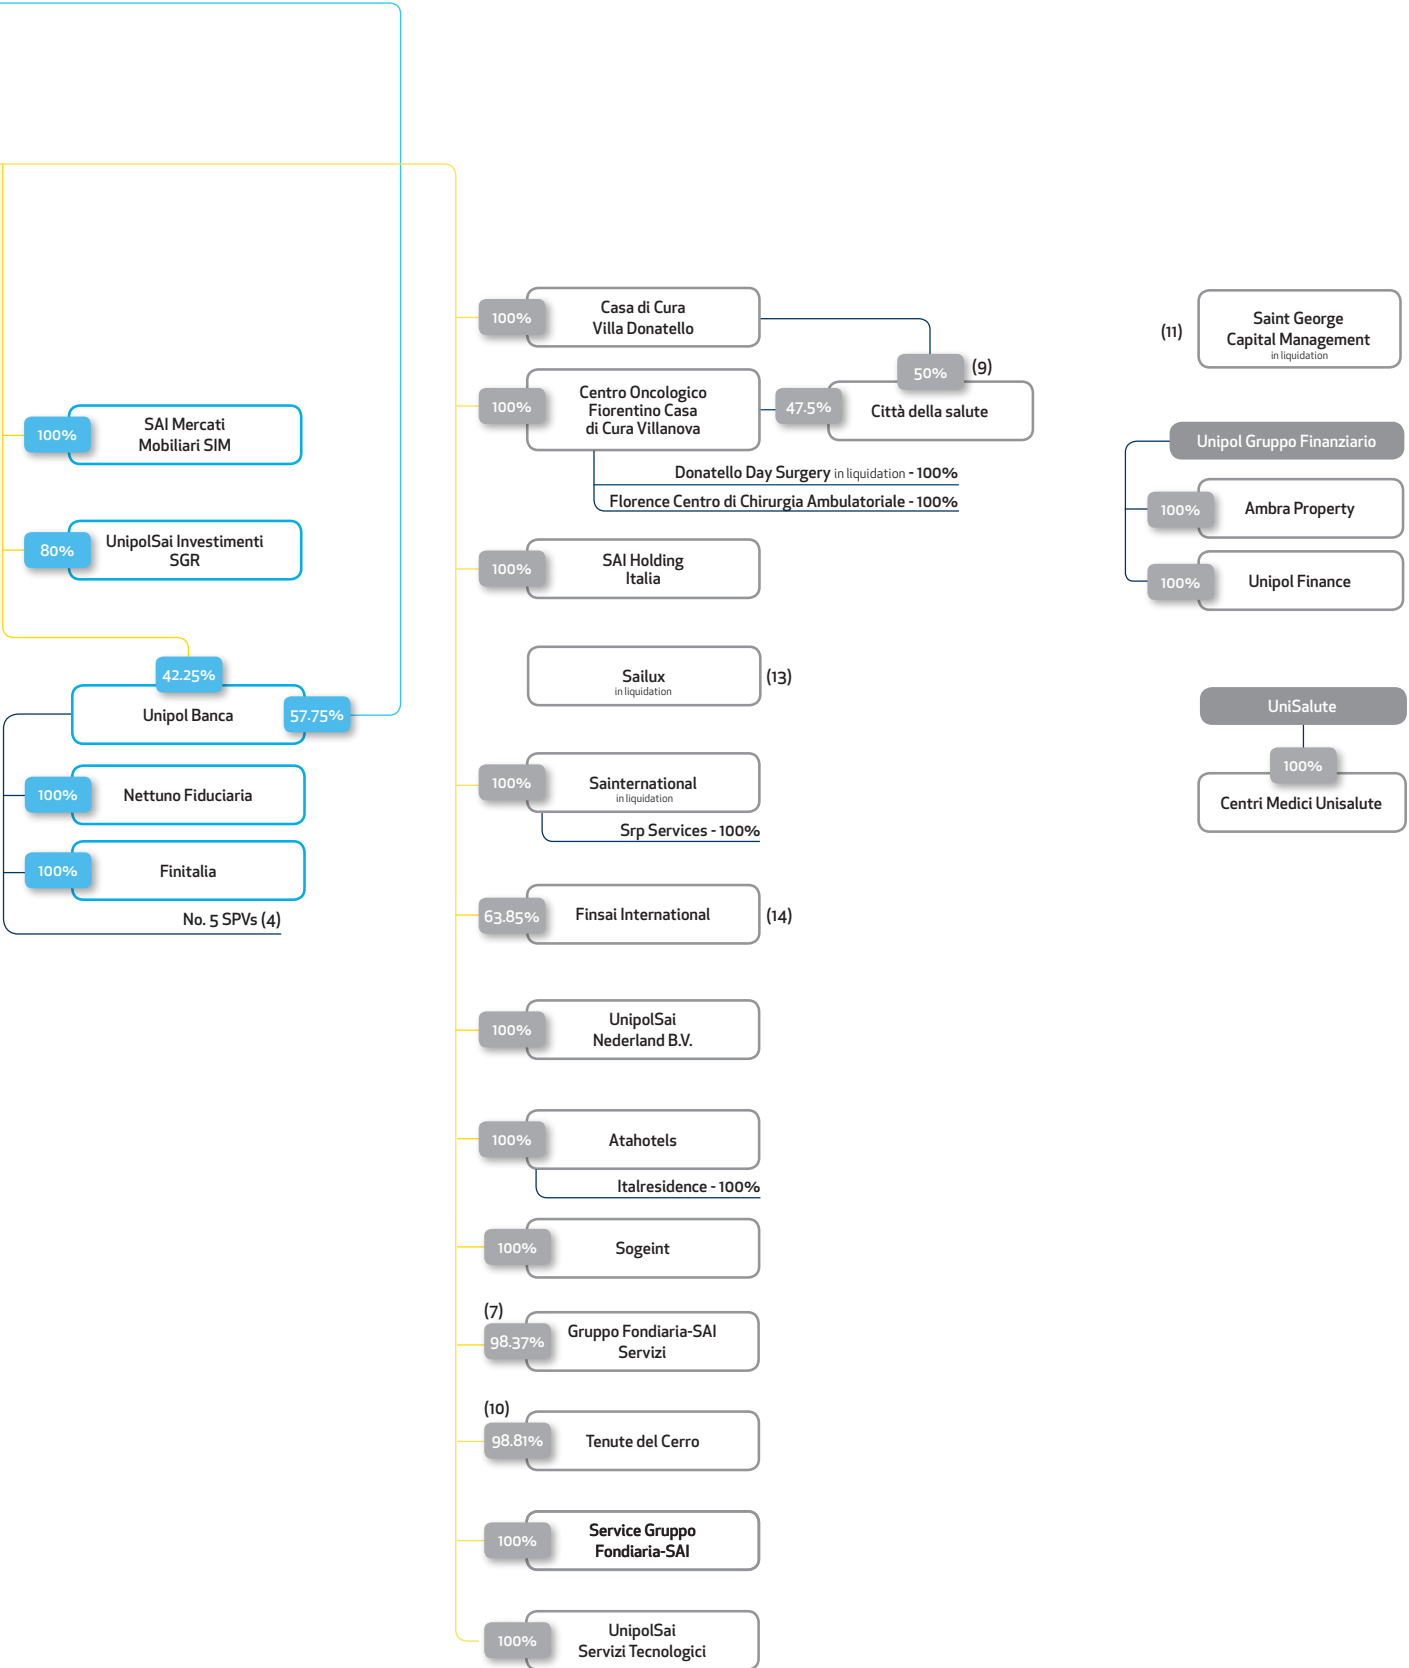 100%
SAI Mercati
Mobiliari SIM
80%
UnipolSai Investimenti
SGR
42.25%
Unipol Banca
57.75%
100%
Nettuno Fiduciaria
100%
Finitalia
No. 5 SPVs (4)
100%
Casa di Cura
Villa Donatello
50%
(9)
100%
Centro Oncologico
Fiorentino Casa
di Cura Villanova
47.5%
Città della salute
Donatello Day Surgery in liquidation - 100%
Florence Centro di Chirurgia Ambulatoriale - 100%
100%
SAI Holding
Italia
Sailux
in liquidation
(13)
100%
Sainternational
in liquidation
Srp Services - 100%
63.85%
Finsai International
(14)
100%
UnipolSai
Nederland B.V.
100%
Atahotels
Italresidence - 100%
100%
Sogeint
(7)
98.37%
Gruppo Fondiaria-SAI
Servizi
(10)
98.81%
Tenute del Cerro
100%
Service Gruppo
Fondiaria-SAI
100%
UnipolSai
Servizi Tecnologici
(11)
Saint George
Capital Management
in liquidation
Unipol Gruppo Finanziario
100%
Ambra Property
100%
Unipol Finance
UniSalute
100%
Centri Medici Unisalute